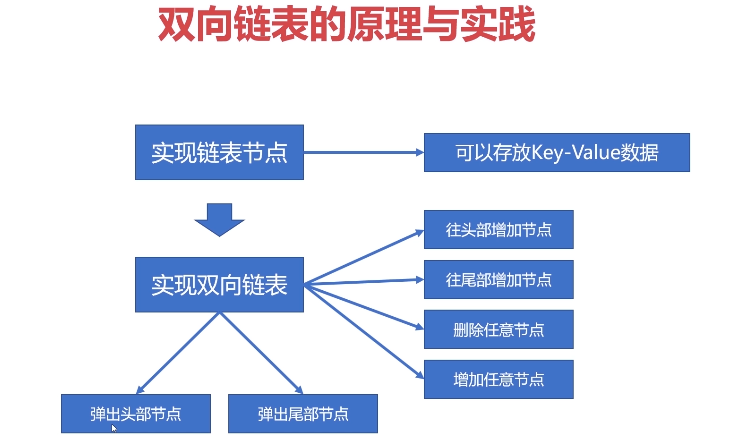 双向链表的原理与实践
实现链表节点
可以存放Key-Value数据
往头部增加节点
实现双向链表
往尾部增加节点
删除任意节点
增加任意节点
弹出头部节点
弹出尾部节点